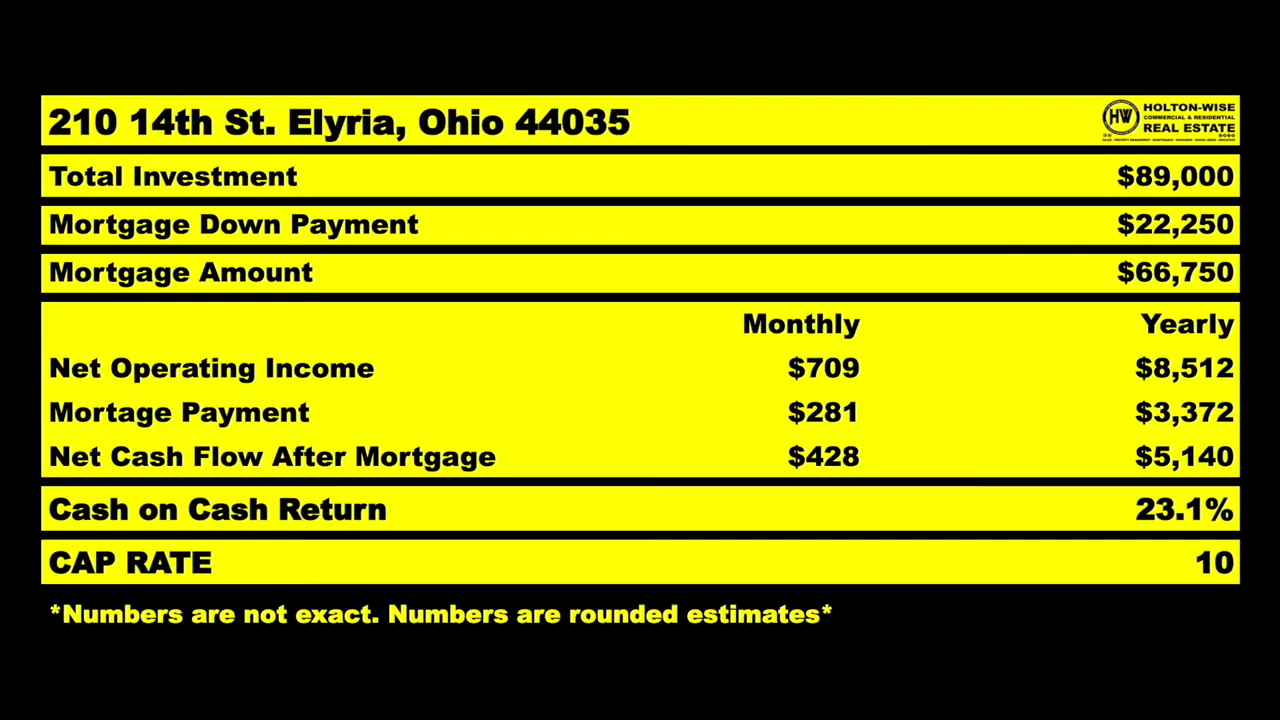 210 14th St. Elyria, Ohio 44035
HW
HOLTON-WISE
COMMERCIAL & RESIDENTIAL
REAL ESTATE
Total Investment $89,000
Mortgage Down Payment $22,250
Mortgage Amount $66,750
Monthly Yearly
Net Operating Income $709 $8,512
Mortage Payment $281 $3,372
Net Cash Flow After Mortgage $428 $5,140
Cash on Cash Return 23.1%
CAP RATE 10
*Numbers are not exact. Numbers are rounded estimates*